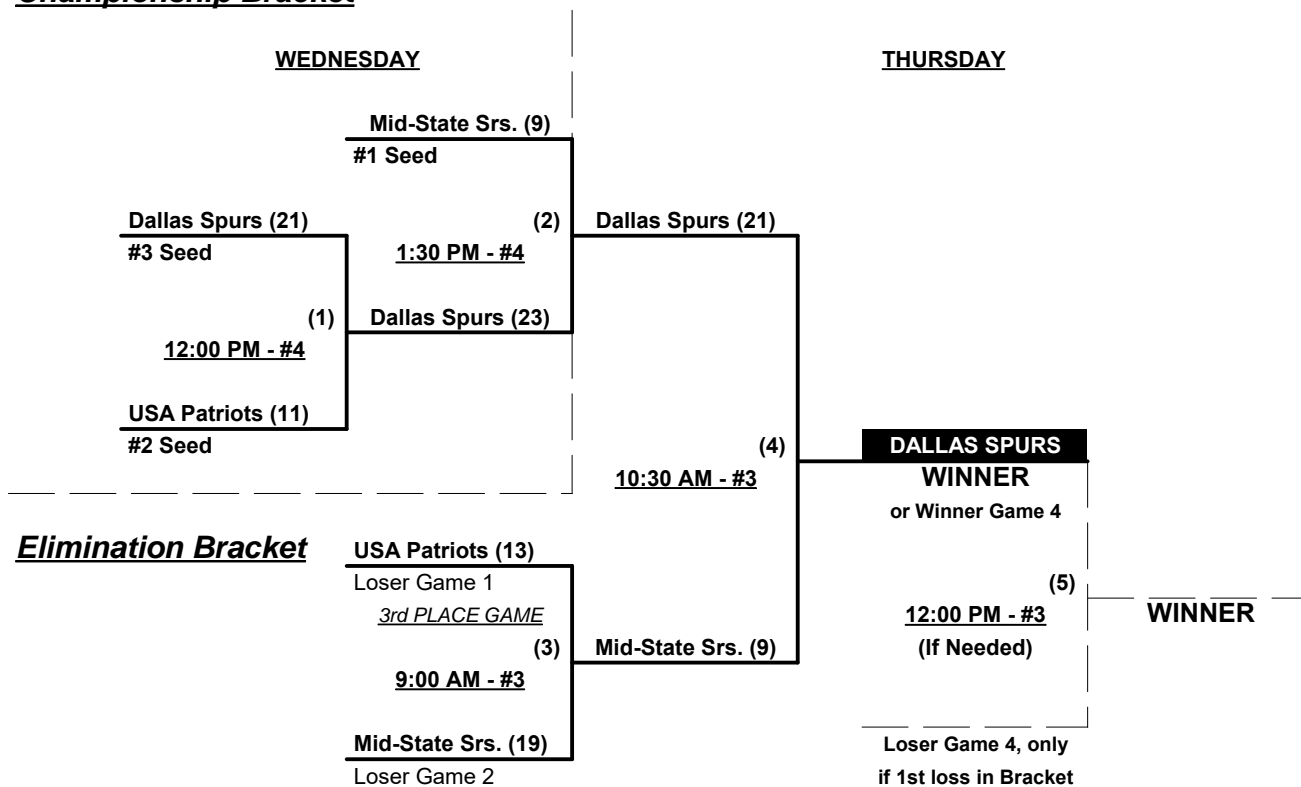 Championship Bracket
WEDNESDAY
THURSDAY
Mid-State Srs. (9)
#1 Seed
Dallas Spurs (21)
#3 Seed
(2)
1:30 PM - #4
Dallas Spurs (21)
(1)
12:00 PM - #4
Dallas Spurs (23)
USA Patriots (11)
#2 Seed
(4)
10:30 AM - #3
DALLAS SPURS
WINNER
or Winner Game 4
Elimination Bracket
USA Patriots (13)
Loser Game 1
3rd PLACE GAME
(3)
9:00 AM - #3
Mid-State Srs. (9)
(5)
12:00 PM - #3
(If Needed)
WINNER
Mid-State Srs. (19)
Loser Game 2
Loser Game 4, only
if 1st loss in Bracket